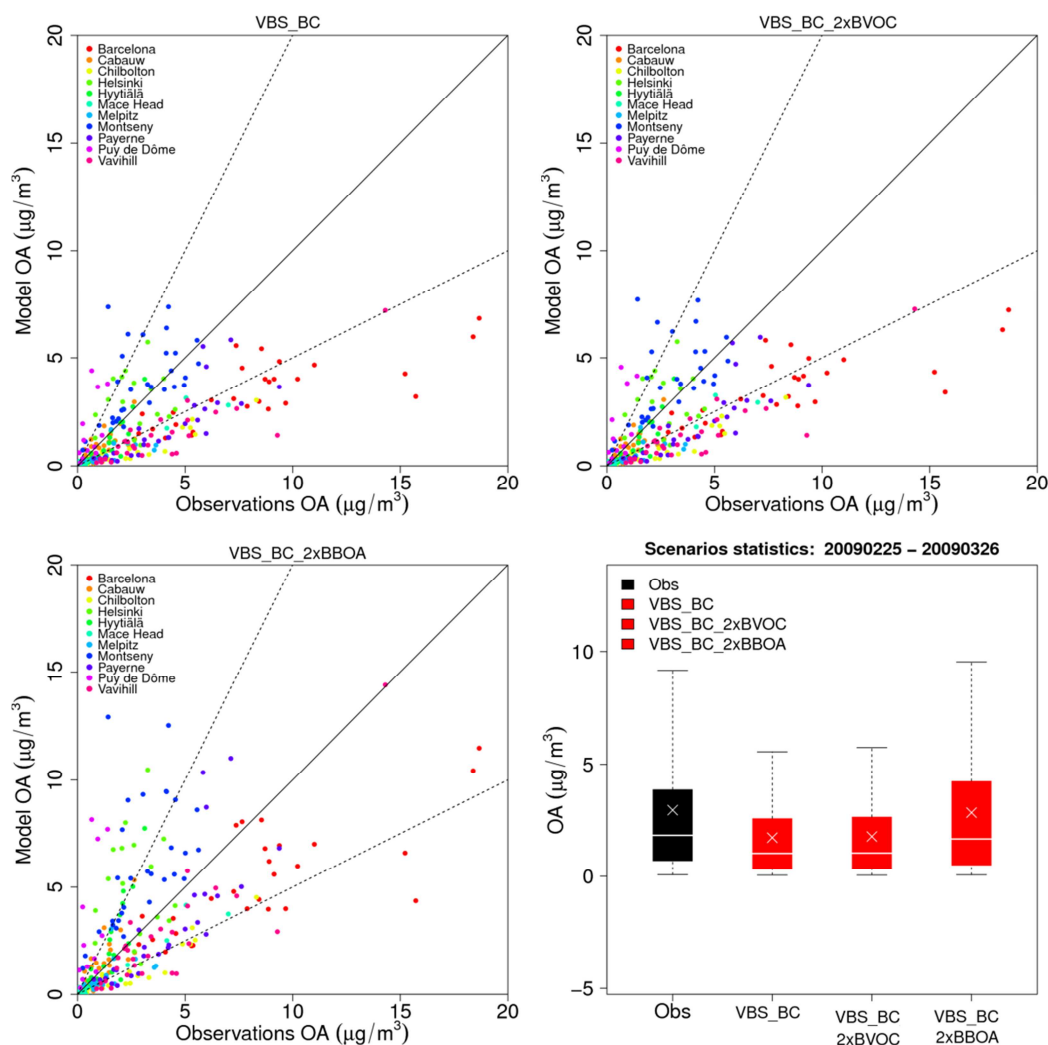 VBS_BC
20
15
10
5
0
Model OA (μg/m³)
Barcelona
Cabauw
Chilbolton
Helsinki
Hyytiälä
Mace Head
Melpitz
Montseny
Payerne
Puy de Dôme
Vavihill
0 5 10 15 20
Observations OA (μg/m³)
VBS_BC_2xBVOC
20
15
10
5
0
Model OA (μg/m³)
Barcelona
Cabauw
Chilbolton
Helsinki
Hyytiälä
Mace Head
Melpitz
Montseny
Payerne
Puy de Dôme
Vavihill
0 5 10 15 20
Observations OA (μg/m³)
VBS_BC_2xBBOA
20
15
10
5
0
Model OA (μg/m³)
Barcelona
Cabauw
Chilbolton
Helsinki
Hyytiälä
Mace Head
Melpitz
Montseny
Payerne
Puy de Dôme
Vavihill
0 5 10 15 20
Observations OA (μg/m³)
Scenarios statistics: 20090225 – 20090326
Obs
VBS_BC
VBS_BC_2xBVOC
VBS_BC_2xBBOA
10
5
0
−5
OA (μg/m³)
Obs
VBS_BC
VBS_BC
2xBVOC
VBS_BC
2xBBOA